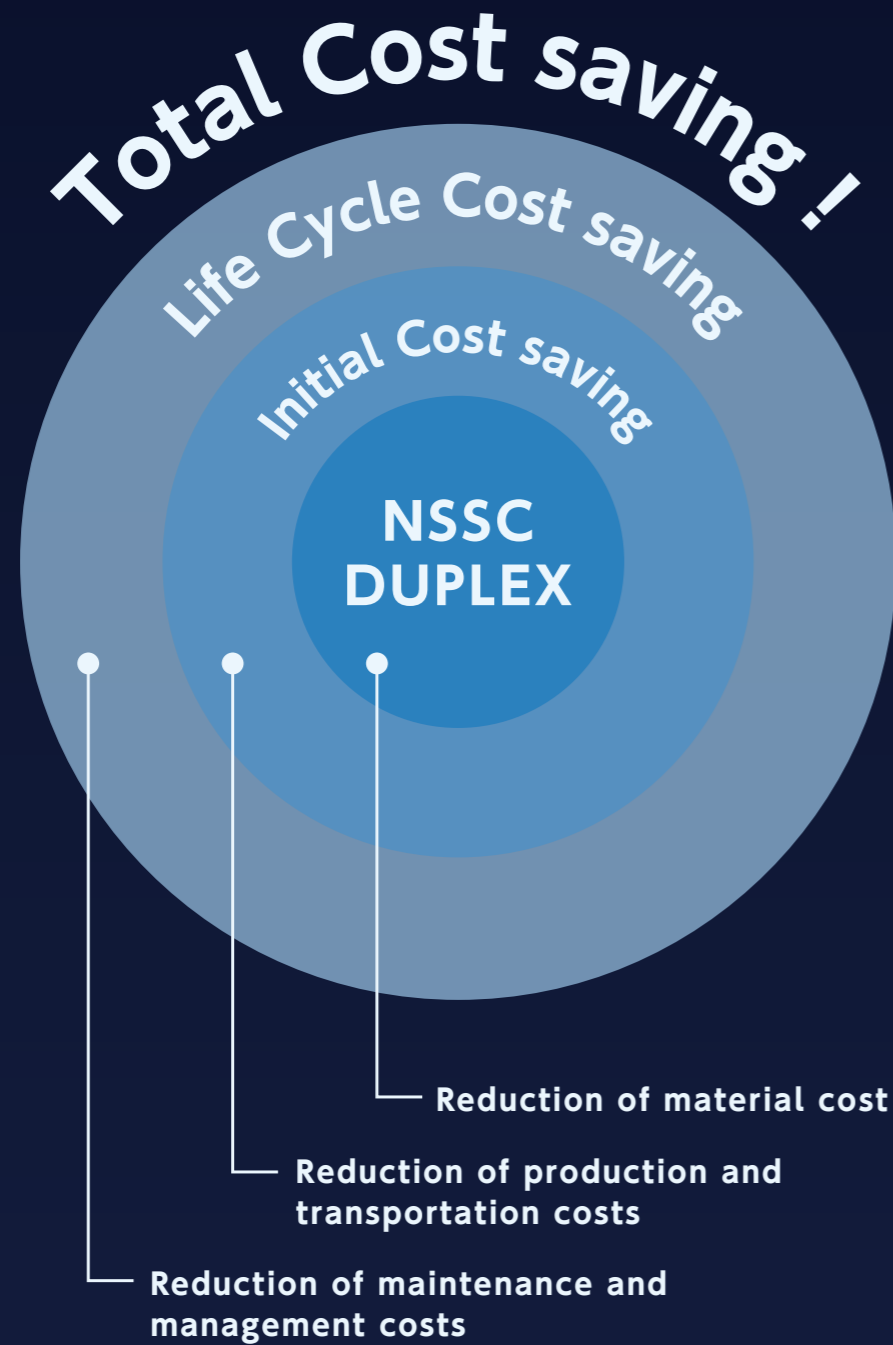 Total Cost saving !
Life Cycle Cost saving
Initial Cost saving
NSSC
DUPLEX
Reduction of material cost
Reduction of production and
transportation costs
Reduction of maintenance and
management costs